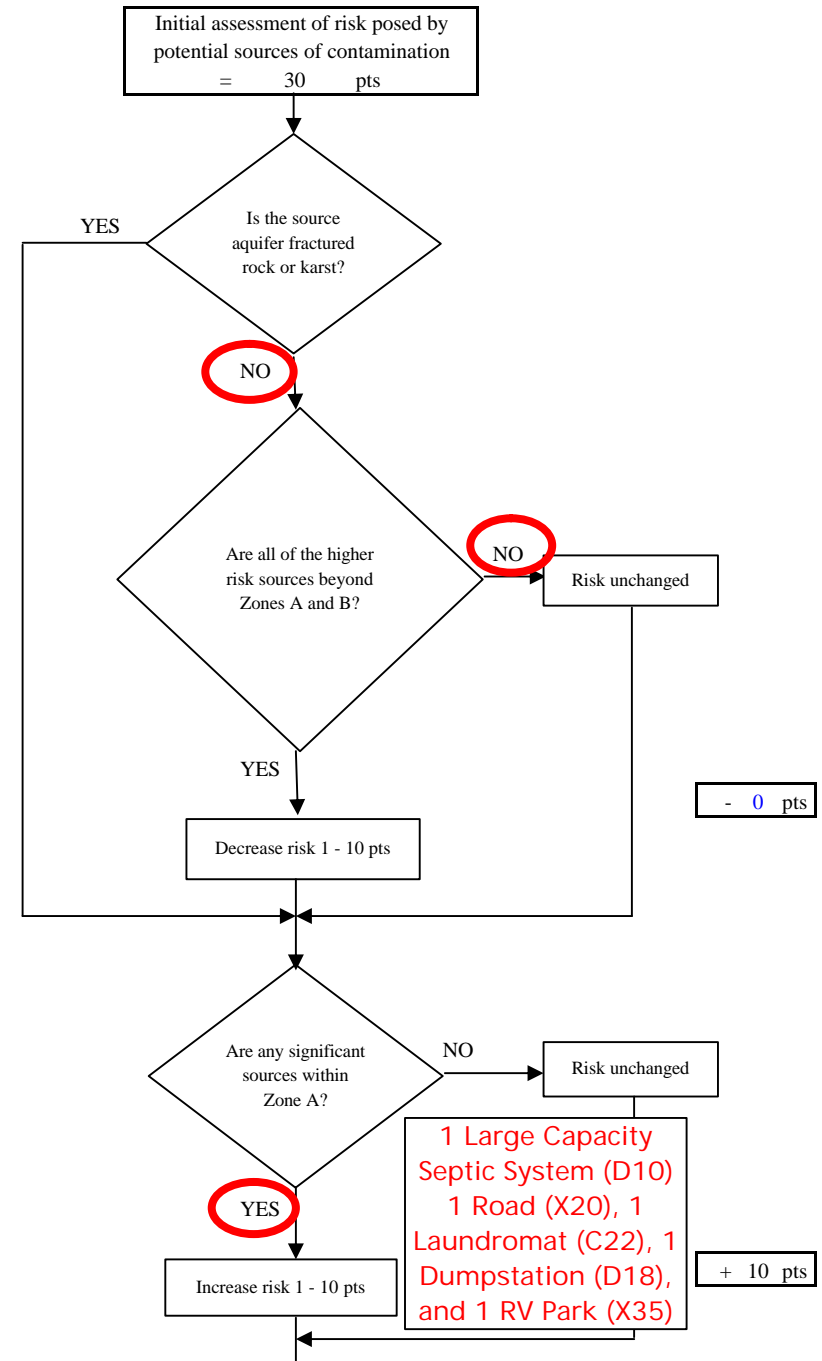 Initial assessment of risk posed by
potential sources of contamination
= 30 pts
YES
Is the source
aquifer fractured
rock or karst?
NO
Are all of the higher
risk sources beyond
Zones A and B?
NO
Risk unchanged
YES
- 0 pts
Decrease risk 1 - 10 pts
Are any significant
sources within
Zone A?
NO
Risk unchanged
1 Large Capacity
Septic System (D10)
1 Road (X20), 1
Laundromat (C22), 1
Dumpstation (D18),
and 1 RV Park (X35)
YES
+ 10 pts
Increase risk 1 - 10 pts